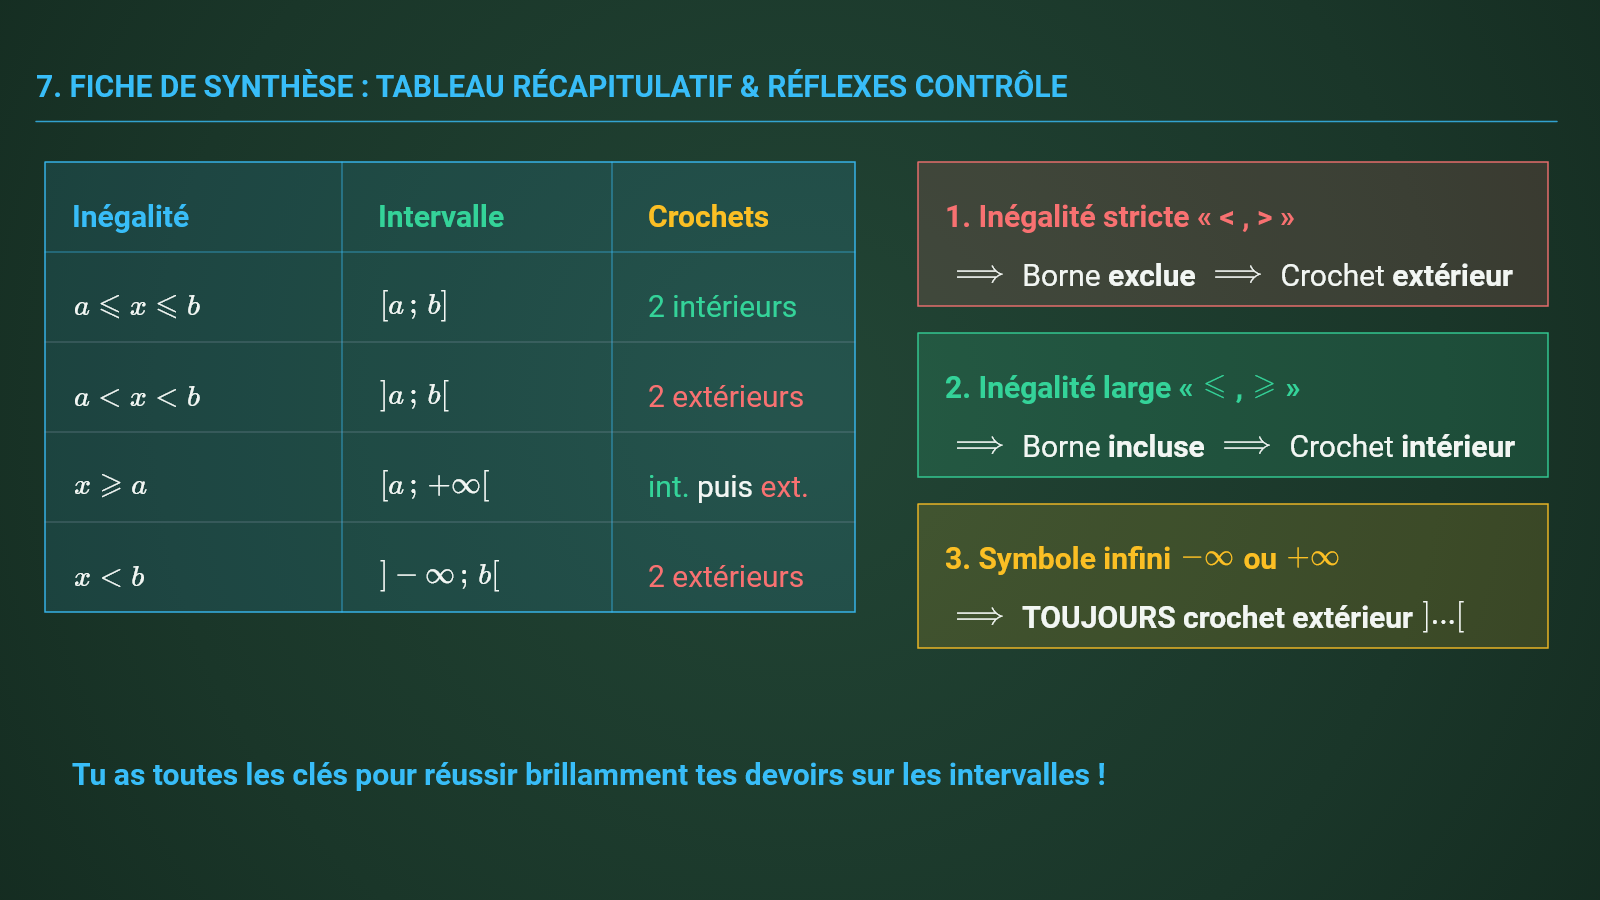 7. FICHE DE SYNTHÈSE : TABLEAU RÉCAPITULATIF & RÉFLEXES CONTRÔLE
Inégalité Intervalle Crochets
a ⩽ x ⩽ b [a ; b] 2 intérieurs
a < x < b ]a ; b[ 2 extérieurs
x ⩾ a [a ; +∞[ int. puis ext.
x < b ] − ∞ ; b[ 2 extérieurs
1. Inégalité stricte « < , > »
⟹ Borne exclue ⟹ Crochet extérieur
2. Inégalité large « ⩽ , ⩾ »
⟹ Borne incluse ⟹ Crochet intérieur
3. Symbole infini −∞ ou +∞
⟹ TOUJOURS crochet extérieur ]...[
Tu as toutes les clés pour réussir brillamment tes devoirs sur les intervalles !